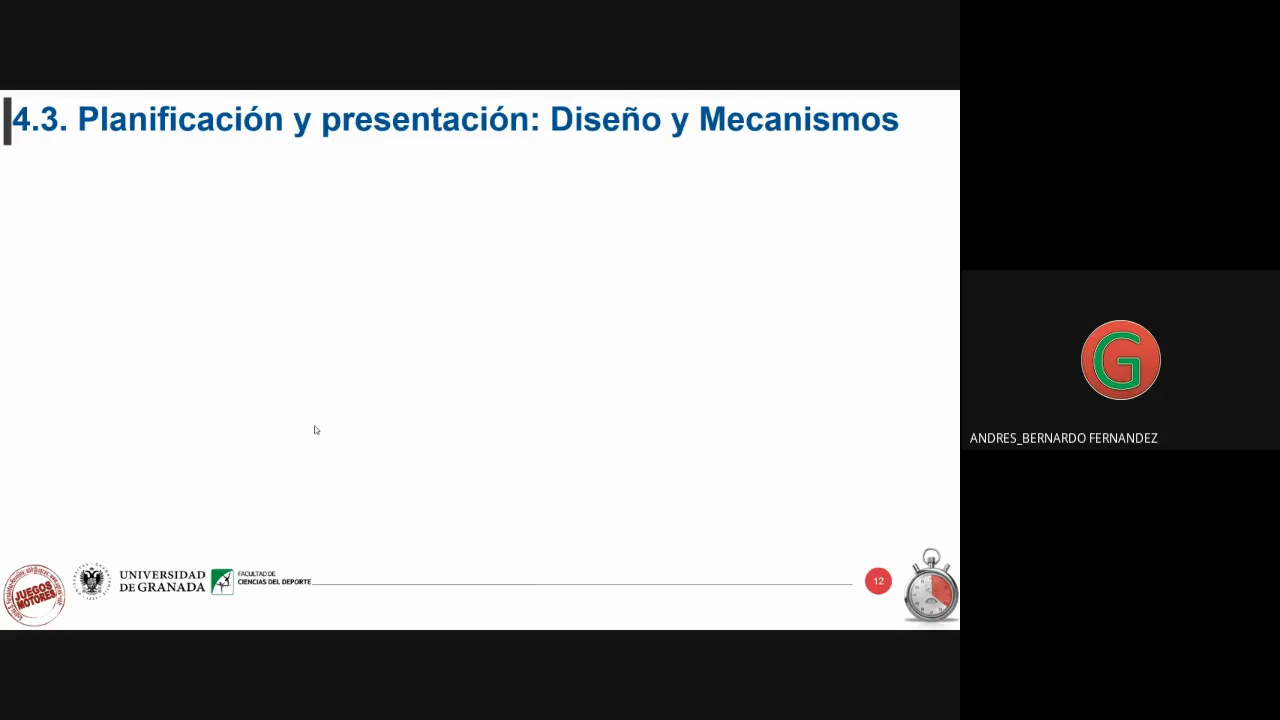 4.3. Planificación y presentación: Diseño y Mecanismos
G
ANDRES_BERNARDO FERNANDEZ
JUEGOS
MOTORES
UNIVERSIDAD
DE GRANADA
FACULTAD DE
CIENCIAS DEL DEPORTE
12